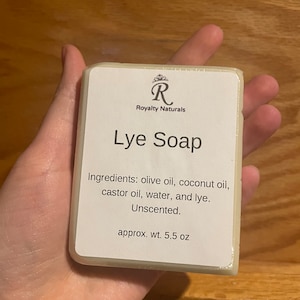 R
Royalty Naturals
Lye Soap
Ingredients: olive oil, coconut oil,
castor oil, water, and lye.
Unscented.
approx. wt. 5.5 oz